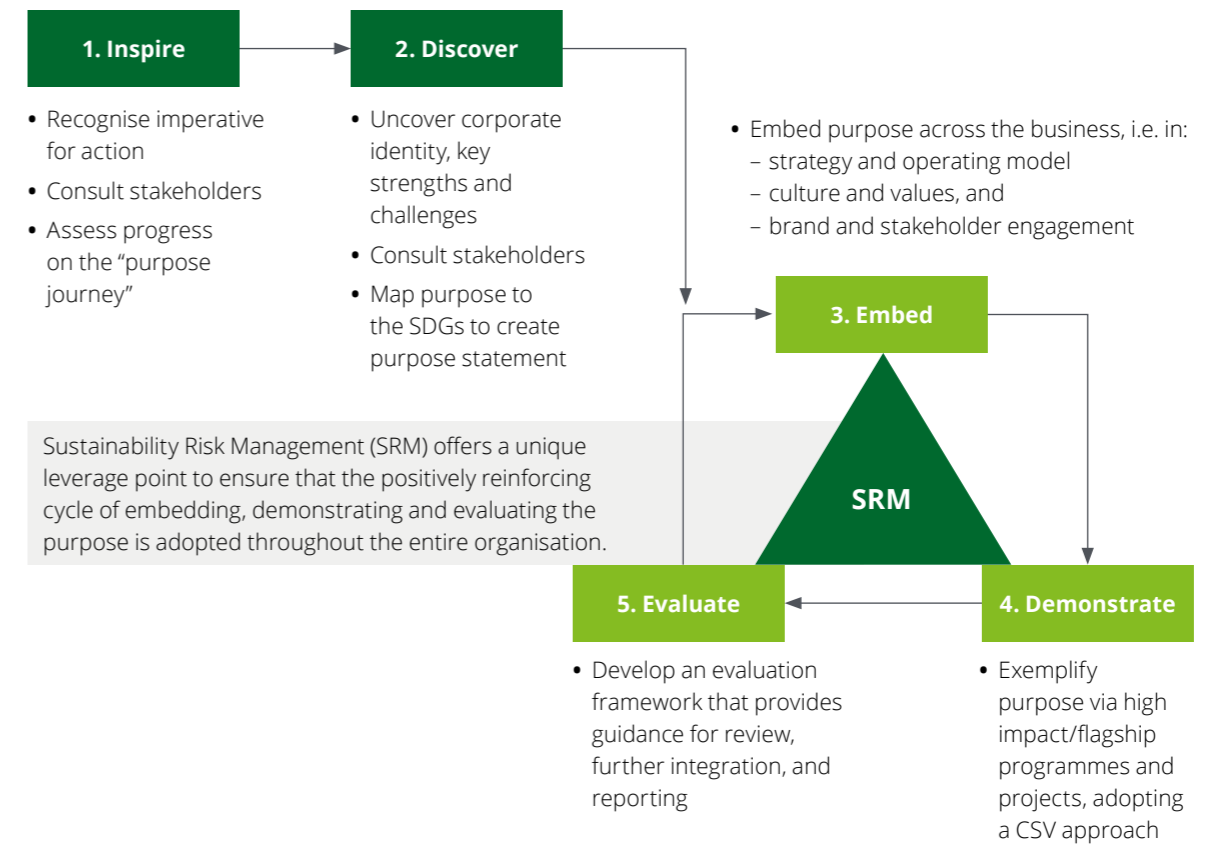 1. Inspire
• Recognise imperative
for action
• Consult stakeholders
• Assess progress
on the “purpose
journey”
2. Discover
• Uncover corporate
identity, key
strengths and
challenges
• Consult stakeholders
• Map purpose to
the SDGs to create
purpose statement
• Embed purpose across the business, i.e. in:
– strategy and operating model
– culture and values, and
– brand and stakeholder engagement
3. Embed
Sustainability Risk Management (SRM) offers a unique
leverage point to ensure that the positively reinforcing
cycle of embedding, demonstrating and evaluating the
purpose is adopted throughout the entire organisation.
SRM
4. Demonstrate
• Exemplify
purpose via high
impact/flagship
programmes and
projects, adopting
a CSV approach
5. Evaluate
• Develop an evaluation
framework that provides
guidance for review,
further integration, and
reporting